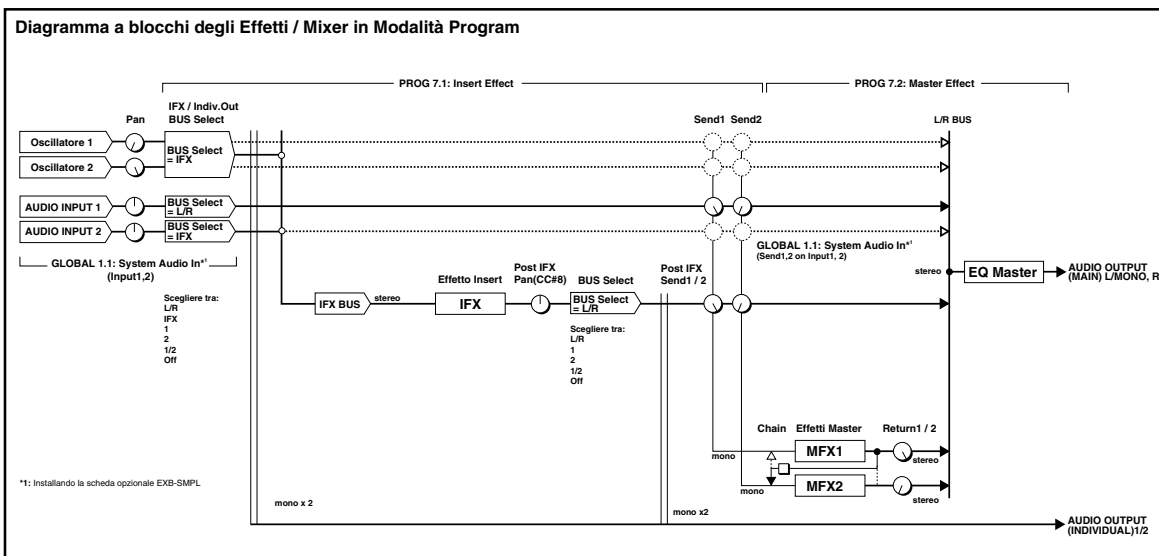 Diagramma a blocchi degli Effetti / Mixer in Modalità Program
PROG 7.1: Insert Effect
PROG 7.2: Master Effect
IFX / Indiv.Out
BUS Select
Pan
Send1
Send2
L/R BUS
Oscillatore 1
Oscillatore 2
BUS Select
= IFX
AUDIO INPUT 1
BUS Select
= L/R
AUDIO INPUT 2
BUS Select
= IFX
GLOBAL 1.1: System Audio In*1
(Input1,2)
GLOBAL 1.1: System Audio In*1
(Send1,2 on Input1, 2)
stereo
EQ Master
AUDIO OUTPUT
(MAIN) L/MONO, R
Scegliere tra:
L/R
IFX
1
2
1/2
Off
IFX BUS
stereo
Effetto Insert
IFX
Post IFX
Pan(CC#8)
BUS Select
BUS Select
= L/R
Scegliere tra:
L/R
1
2
1/2
Off
Post IFX
Send1 / 2
Chain
Effetti Master
Return1 / 2
mono
MFX1
stereo
mono
MFX2
stereo
*1: Installando la scheda opzionale EXB-SMPL
mono x 2
mono x2
AUDIO OUTPUT
(INDIVIDUAL)1/2